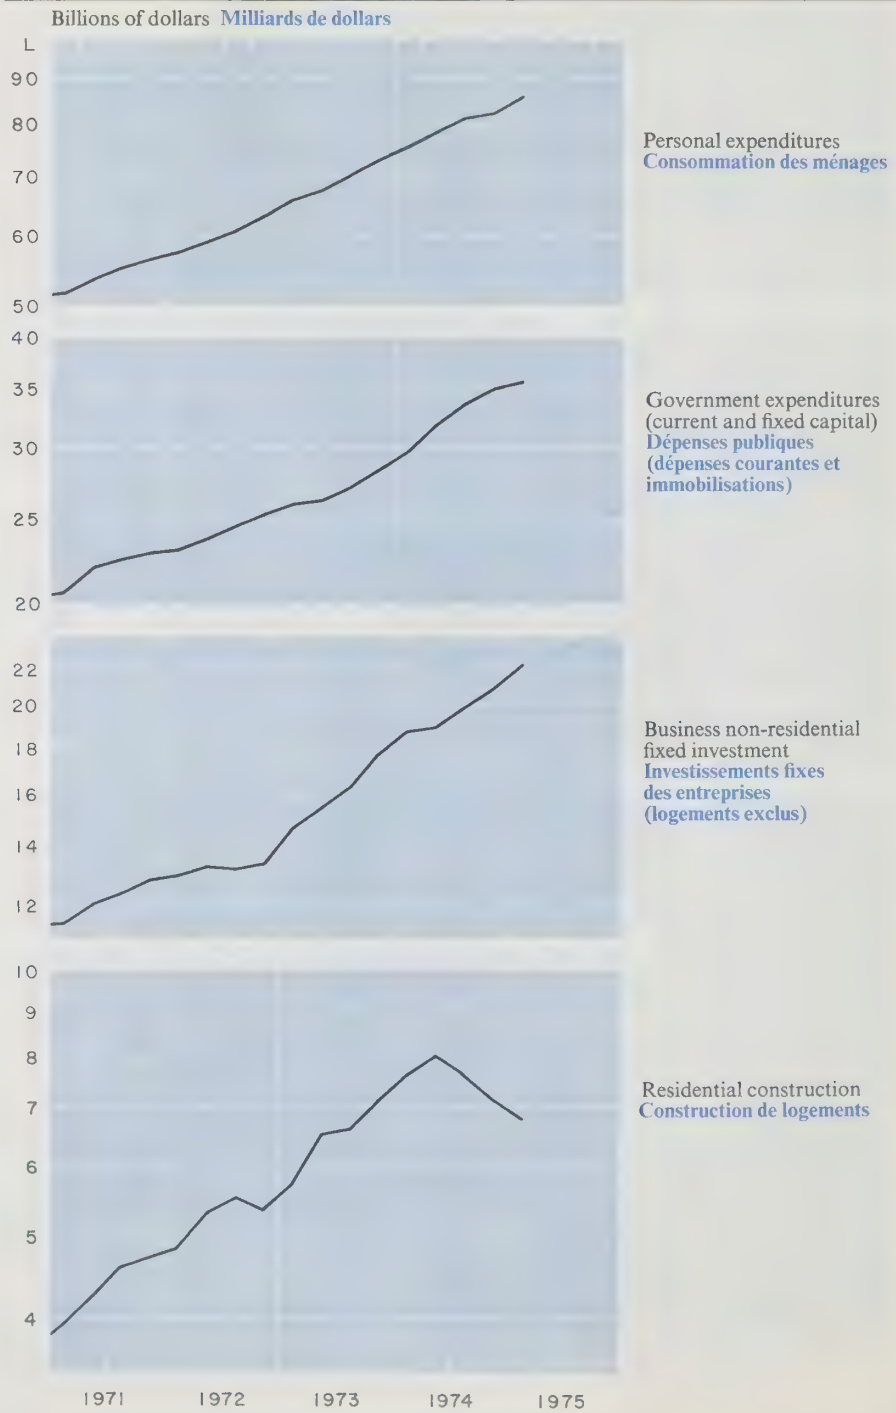 Billions of dollars Milliards de dollars
L
90
80
70
60
50
Personal expenditures
Consommation des ménages
40
35
30
25
20
Government expenditures
(current and fixed capital)
Dépenses publiques
(dépenses courantes et
immobilisations)
22
20
18
16
14
12
Business non-residential
fixed investment
Investissements fixes
des entreprises
(logements exclus)
10
9
8
7
6
5
4
Residential construction
Construction de logements
1971 1972 1973 1974 1975